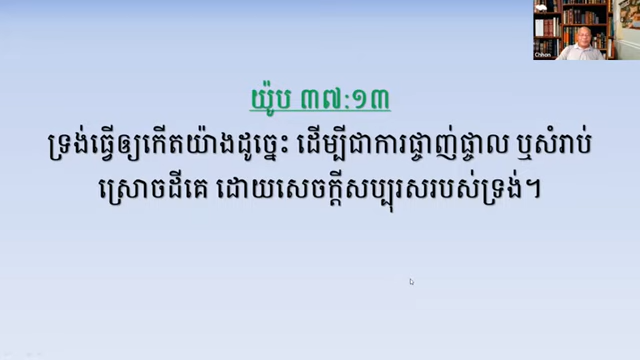 Chhon
យ៉ូប ៣៧:១៣
ទ្រង់ធ្វើឲ្យកើតយ៉ាងដូច្នេះ ដើម្បីជាការផ្ចាញ់ផ្ចាល ឬសំរាប់
ស្រោចដីគេ ដោយសេចក្ដីសប្បុរសរបស់ទ្រង់។